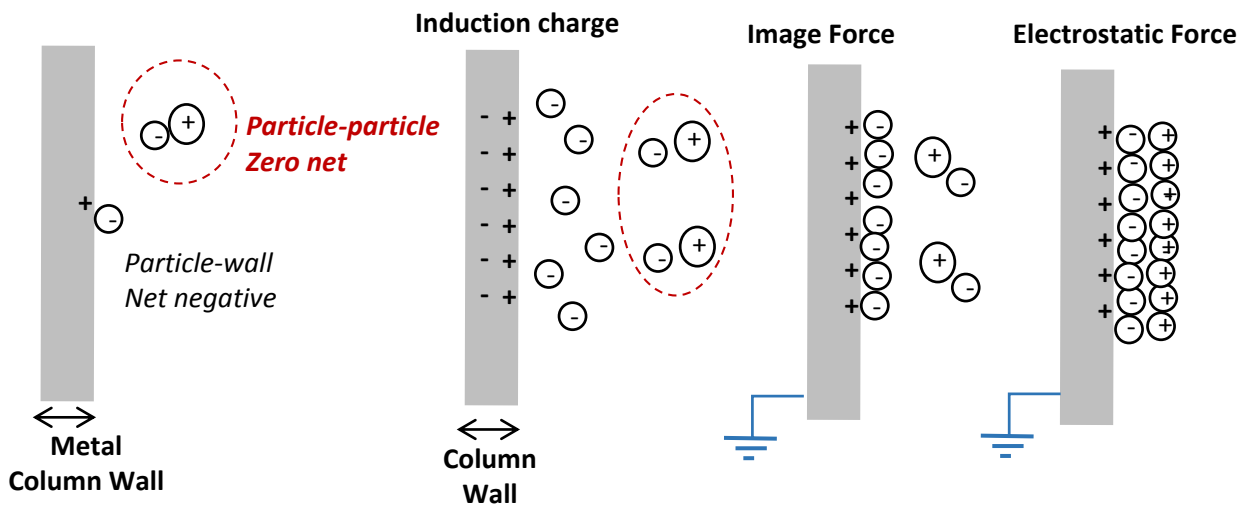 Induction charge
Image Force
Electrostatic Force
Particle-particle
Zero net
Particle-wall
Net negative
Metal
Column Wall
Column
Wall